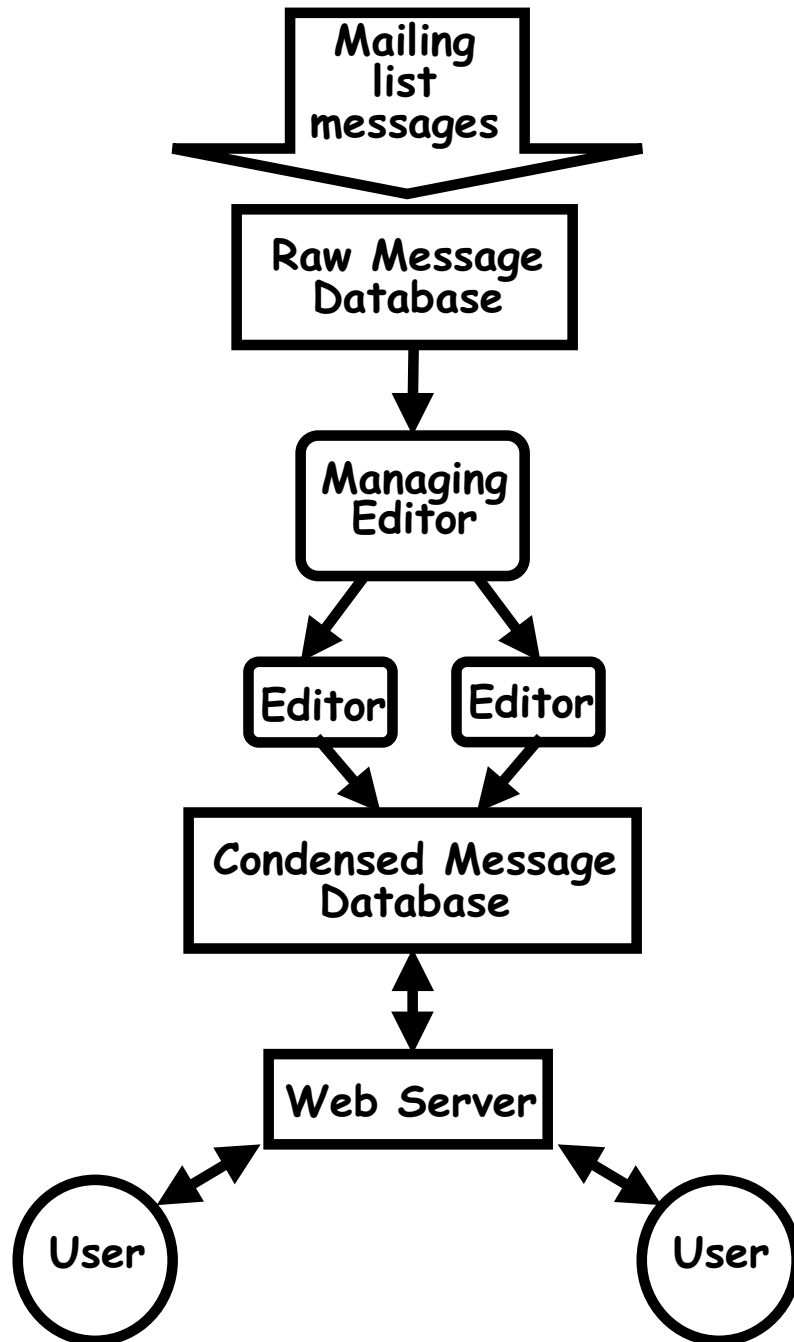 Mailing
list
messages
Raw Message
Database
Managing
Editor
Editor
Editor
Condensed Message
Database
Web Server
User
User